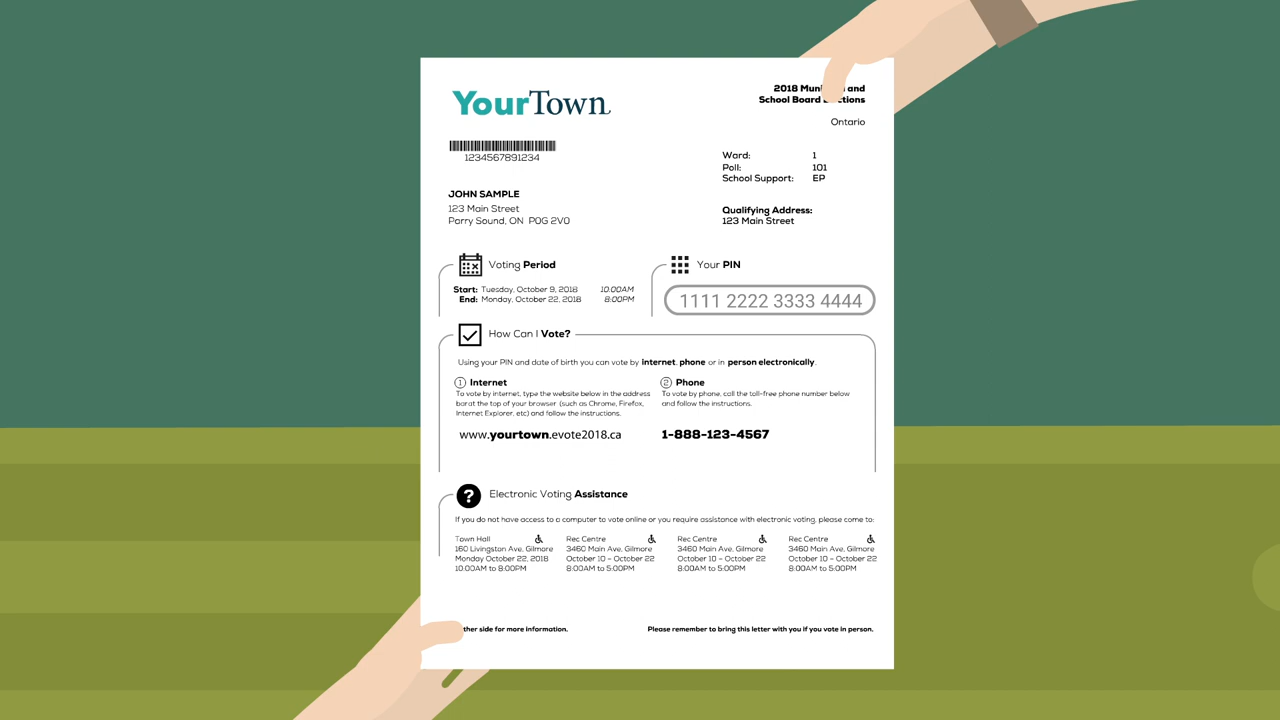 YourTown
2018 Mun and
School Board ctions
Ontario
1234567891234
Ward: 1
Poll: 101
School Support: EP
JOHN SAMPLE
123 Main Street
Parry Sound, ON P0G 2V0
Qualifying Address:
123 Main Street
Voting Period
Start: Tuesday, October 9, 2018 10:00AM
End: Monday, October 22, 2018 8:00PM
Your PIN
1111 2222 3333 4444
How Can I Vote?
Using your PIN and date of birth you can vote by internet, phone or in person electronically.
1 Internet
To vote by internet, type the website below in the address
bar at the top of your browser (such as Chrome, Firefox,
Internet Explorer, etc) and follow the instructions.
www.yourtown.evote2018.ca
2 Phone
To vote by phone, call the toll-free phone number below
and follow the instructions.
1-888-123-4567
? Electronic Voting Assistance
If you do not have access to a computer to vote online or you require assistance with electronic voting, please come to:
Town Hall
160 Livingston Ave, Gilmore
Monday October 22, 2018
10:00AM to 8:00PM
Rec Centre
3460 Main Ave, Gilmore
October 10 – October 22
8:00AM to 5:00PM
Rec Centre
3460 Main Ave, Gilmore
October 10 – October 22
8:00AM to 5:00PM
Rec Centre
3460 Main Ave, Gilmore
October 10 – October 22
8:00AM to 5:00PM
ther side for more information.
Please remember to bring this letter with you if you vote in person.